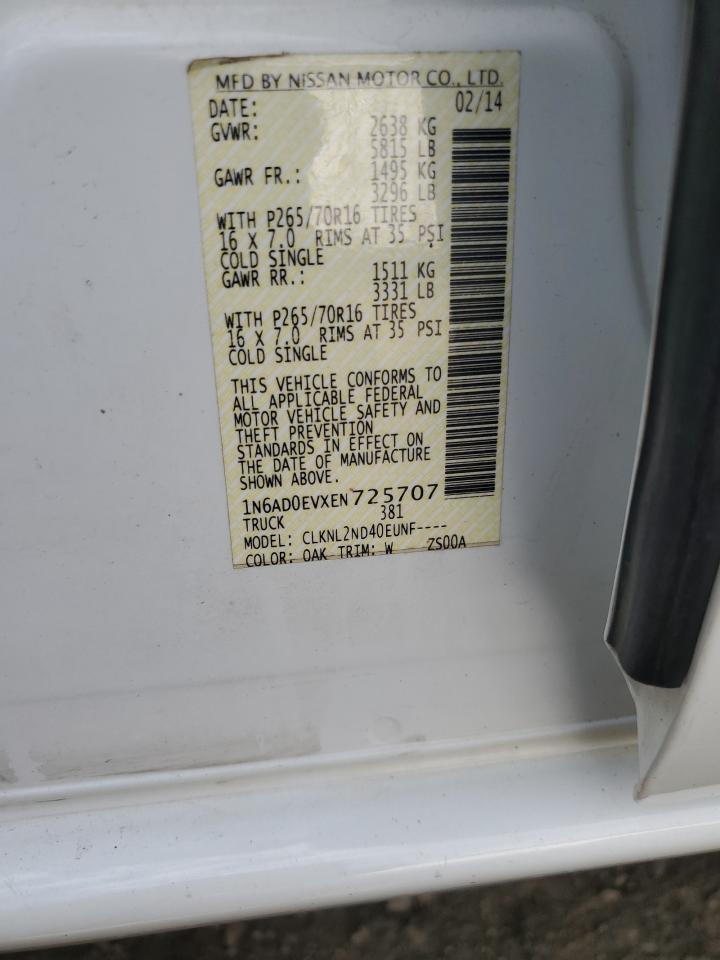 MFD BY NISSAN MOTOR CO., LTD.
DATE: 02/14
GVWR: 2638 KG
5815 LB
GAWR FR.: 1495 KG
3296 LB
WITH P265/70R16 TIRES
16 X 7.0 RIMS AT 35 PSI
COLD SINGLE
GAWR RR.: 1511 KG
3331 LB
WITH P265/70R16 TIRES
16 X 7.0 RIMS AT 35 PSI
COLD SINGLE
THIS VEHICLE CONFORMS TO
ALL APPLICABLE FEDERAL
MOTOR VEHICLE SAFETY AND
THEFT PREVENTION
STANDARDS IN EFFECT ON
THE DATE OF MANUFACTURE
SHOWN ABOVE.
1N6AD0EVXEN725707
TRUCK 381
MODEL: CLKNL2ND40EUNF----
COLOR: QAK TRIM: W ZS00A